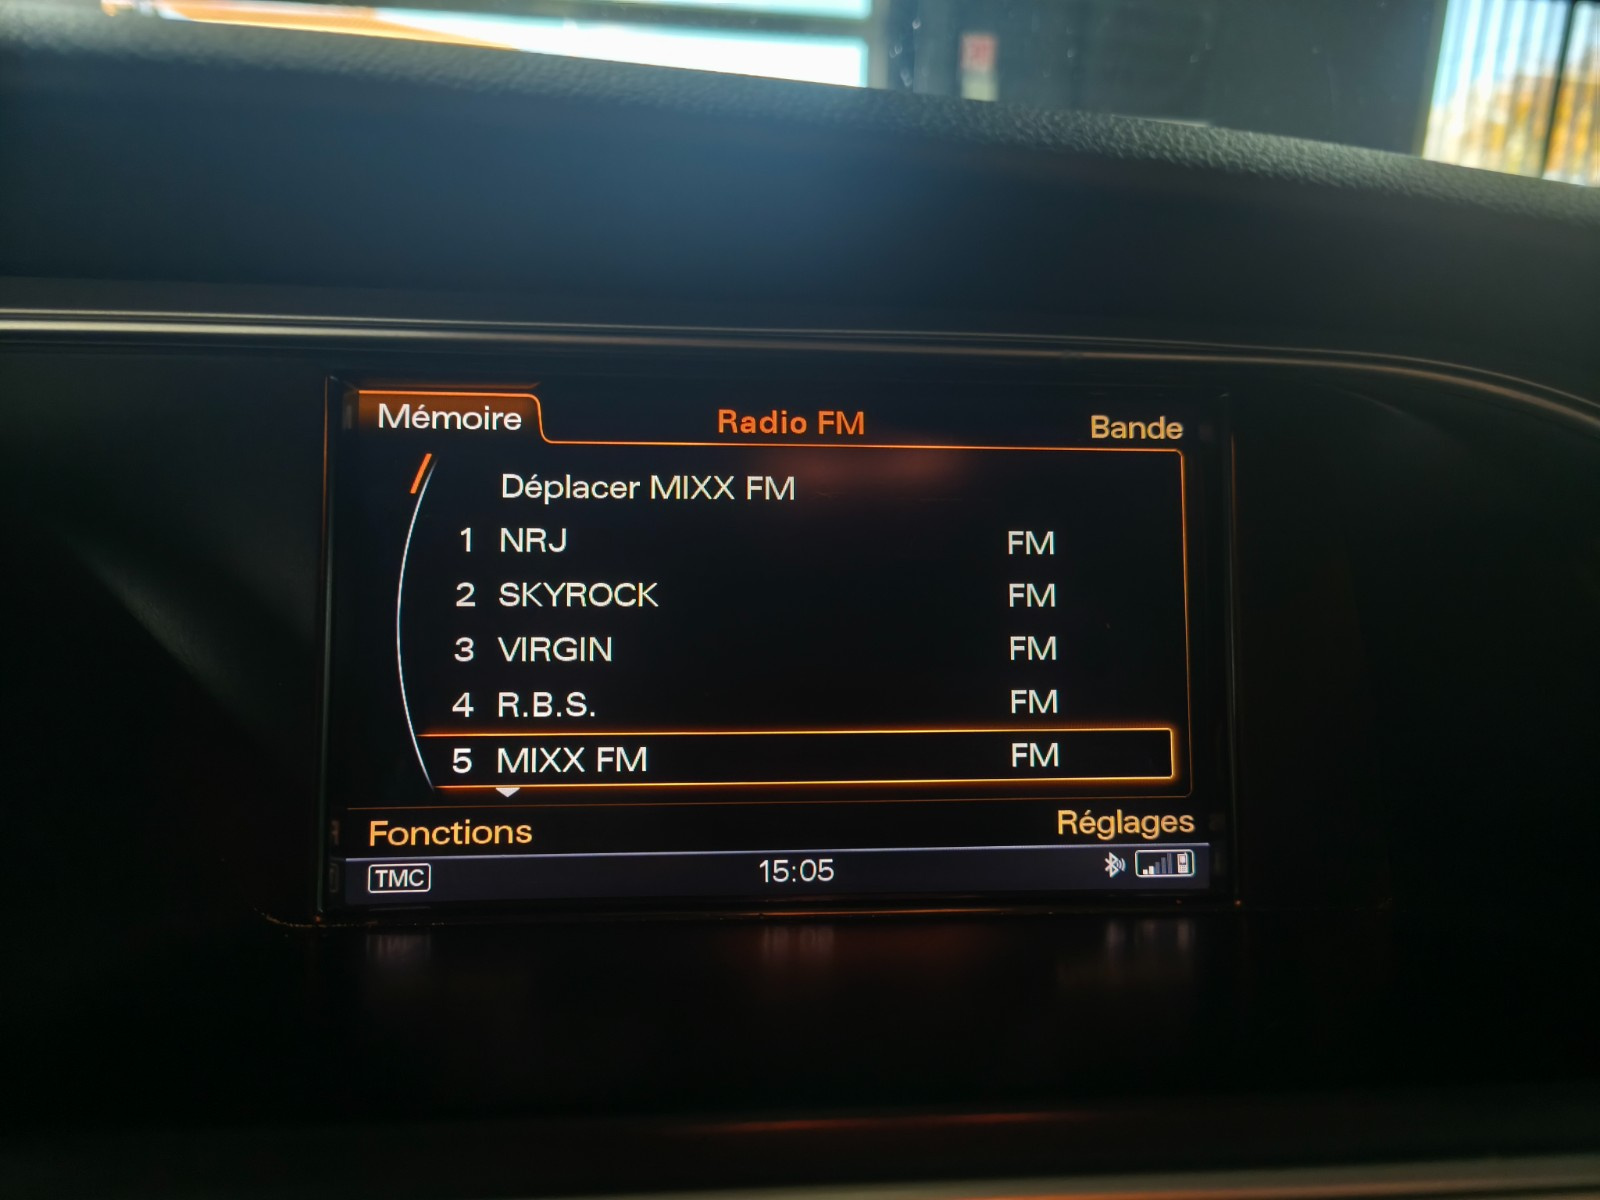 Mémoire Radio FM Bande
Déplacer MIXX FM
1 NRJ FM
2 SKYROCK FM
3 VIRGIN FM
4 R.B.S. FM
5 MIXX FM FM
Fonctions Réglages
TMC 15:05